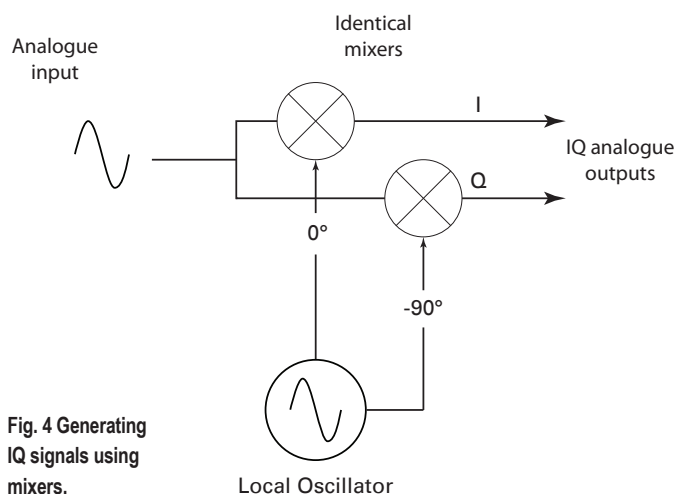 Identical
mixers
Analogue
input
I
IQ analogue
outputs
Q
0°
-90°
Fig. 4 Generating
IQ signals using
mixers.
Local Oscillator